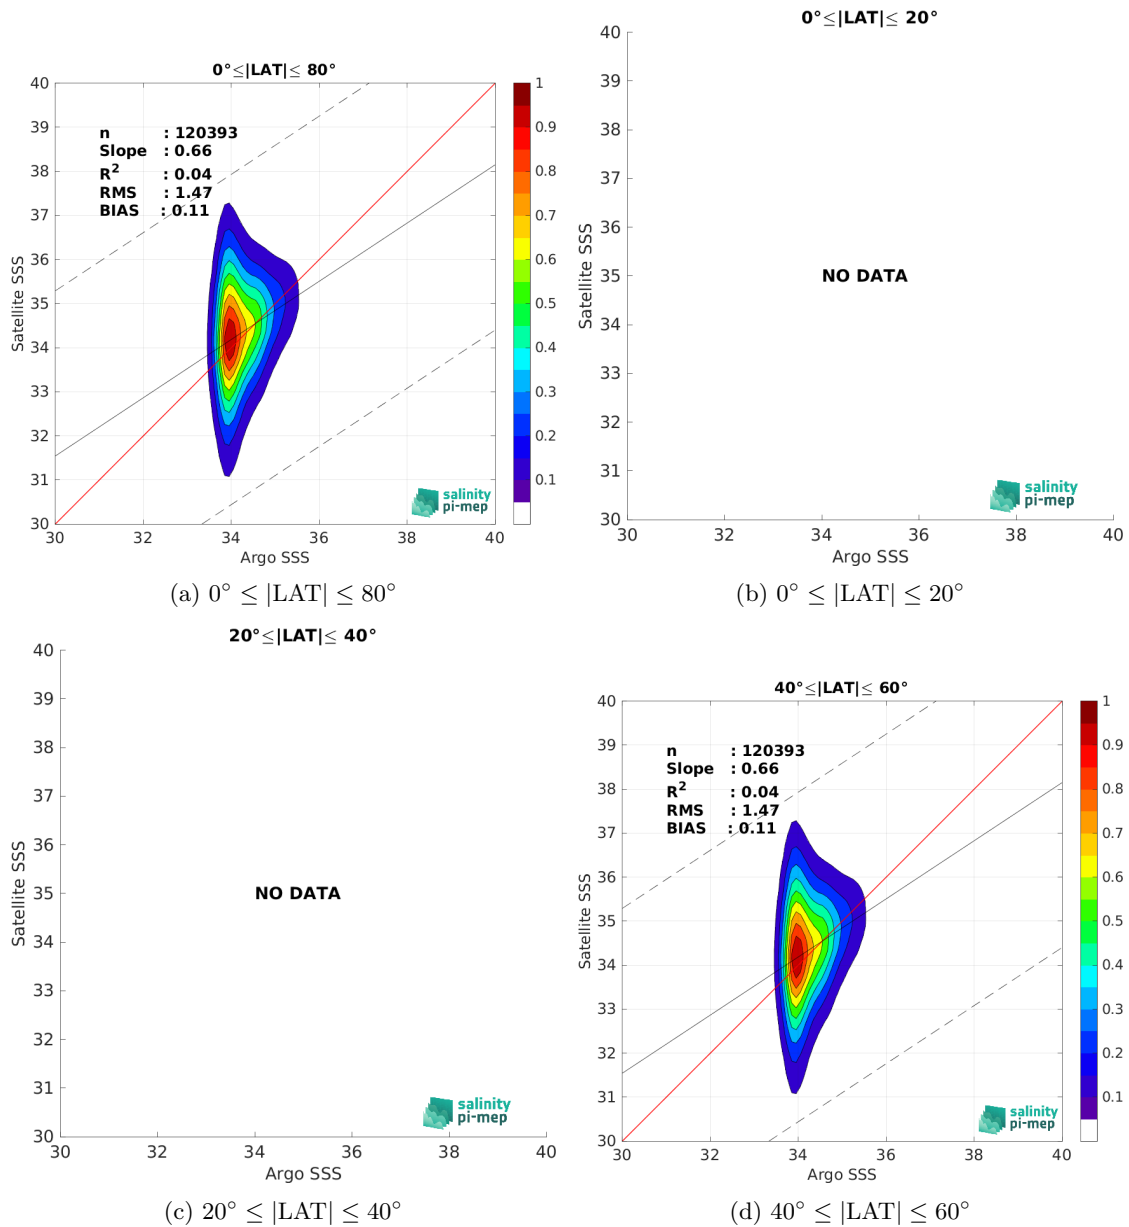 0°≤|LAT|≤ 80°
40
39
38
37
36
35
34
33
32
31
30
Satellite SSS
n : 120393
Slope : 0.66
R² : 0.04
RMS : 1.47
BIAS : 0.11
salinity
pi-mep
30 32 34 36 38 40
Argo SSS
1
0.9
0.8
0.7
0.6
0.5
0.4
0.3
0.2
0.1
(a) 0° ≤ |LAT| ≤ 80°
0°≤|LAT|≤ 20°
40
39
38
37
36
35
34
33
32
31
30
Satellite SSS
NO DATA
salinity
pi-mep
30 32 34 36 38 40
Argo SSS
(b) 0° ≤ |LAT| ≤ 20°
20°≤|LAT|≤ 40°
40
39
38
37
36
35
34
33
32
31
30
Satellite SSS
NO DATA
salinity
pi-mep
30 32 34 36 38 40
Argo SSS
(c) 20° ≤ |LAT| ≤ 40°
40°≤|LAT|≤ 60°
40
39
38
37
36
35
34
33
32
31
30
Satellite SSS
n : 120393
Slope : 0.66
R² : 0.04
RMS : 1.47
BIAS : 0.11
salinity
pi-mep
30 32 34 36 38 40
Argo SSS
1
0.9
0.8
0.7
0.6
0.5
0.4
0.3
0.2
0.1
(d) 40° ≤ |LAT| ≤ 60°